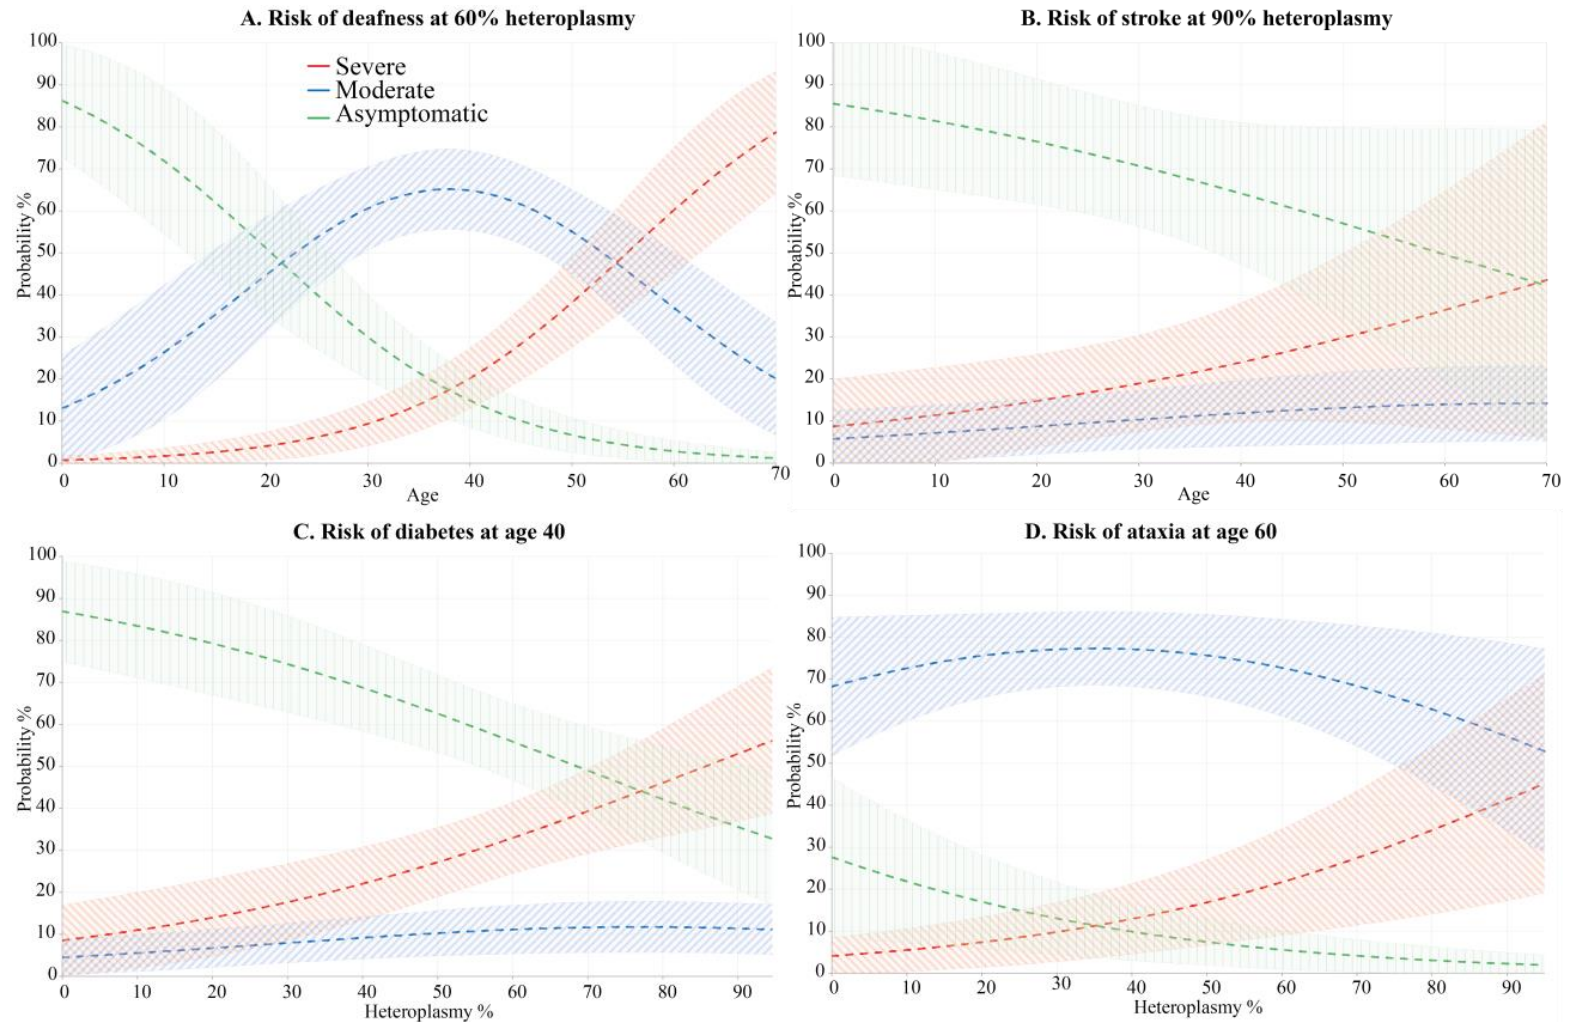 A. Risk of deafness at 60% heteroplasmy
Severe
Moderate
Asymptomatic
Probability %
100
90
80
70
60
50
40
30
20
10
0
0 10 20 30 40 50 60 70
Age
B. Risk of stroke at 90% heteroplasmy
Probability %
100
90
80
70
60
50
40
30
20
10
0
0 10 20 30 40 50 60 70
Age
C. Risk of diabetes at age 40
Probability %
100
90
80
70
60
50
40
30
20
10
0
0 10 20 30 40 50 60 70 80 90
Heteroplasmy %
D. Risk of ataxia at age 60
Probability %
100
90
80
70
60
50
40
30
20
10
0
0 10 20 30 40 50 60 70 80 90
Heteroplasmy %